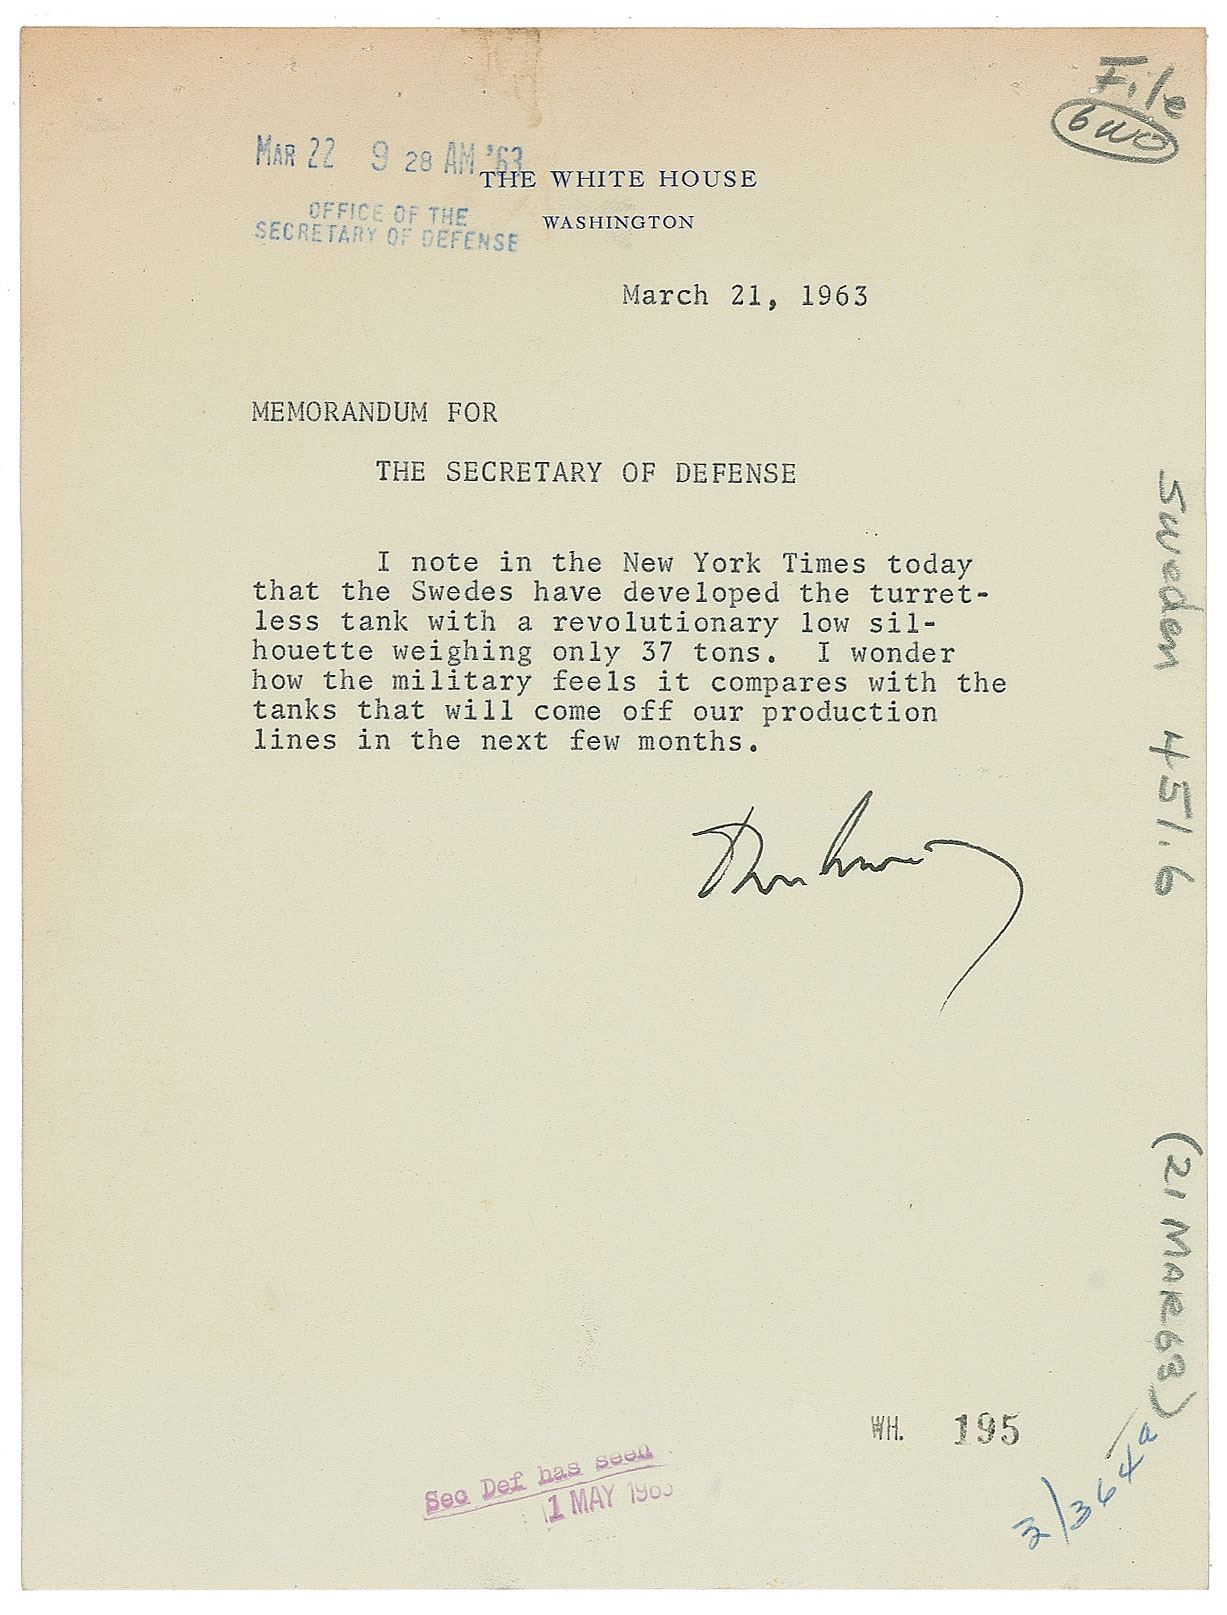 File
GWO
MAR 22 9 28 AM '63
THE WHITE HOUSE
WASHINGTON
OFFICE OF THE
SECRETARY OF DEFENSE
March 21, 1963
MEMORANDUM FOR
THE SECRETARY OF DEFENSE
I note in the New York Times today
that the Swedes have developed the turret-
less tank with a revolutionary low sil-
houette weighing only 37 tons. I wonder
how the military feels it compares with the
tanks that will come off our production
lines in the next few months.
Sweden 451.6
(21 MAR 63)
WH. 195
Sec Def has seen
1 MAY 1963